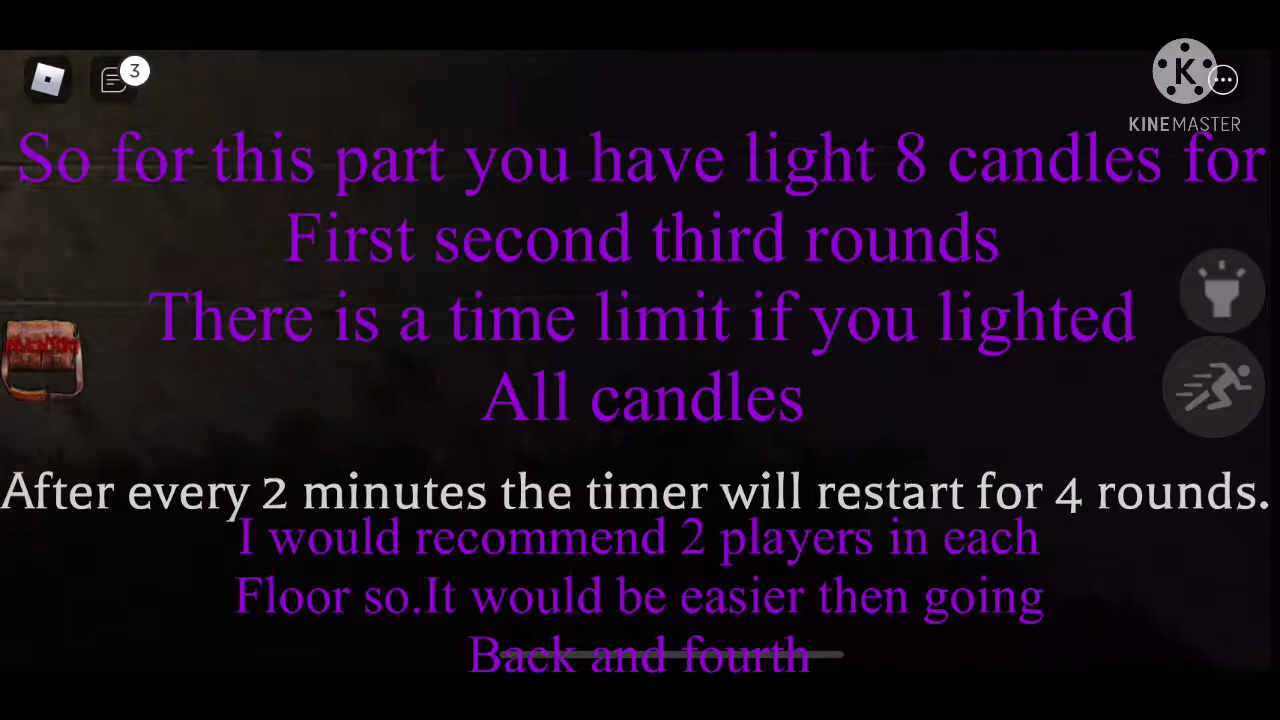 3
K
KINEMASTER
So for this part you have light 8 candles for
First second third rounds
There is a time limit if you lighted
All candles
After every 2 minutes the timer will restart for 4 rounds.
I would recommend 2 players in each
Floor so.It would be easier then going
Back and fourth